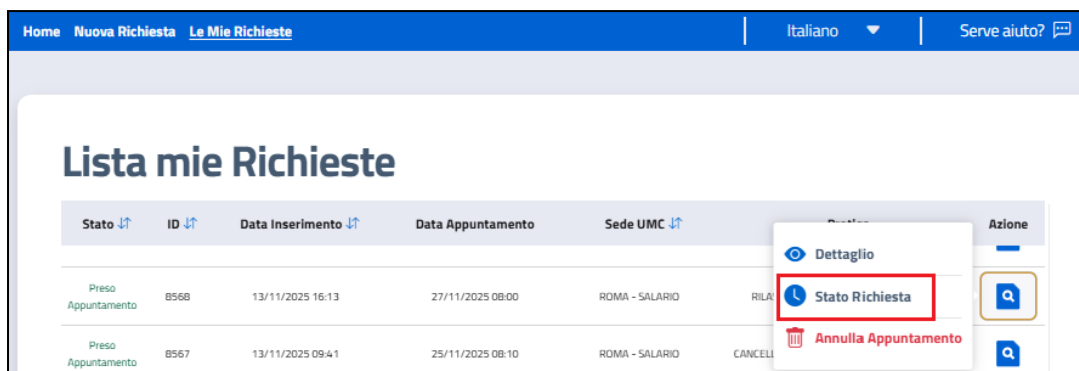 Home Nuova Richiesta Le Mie Richieste Italiano Serve aiuto?
Lista mie Richieste
Stato ID Data Inserimento Data Appuntamento Sede UMC Azione
Dettaglio
Preso Appuntamento 8568 13/11/2025 16:13 27/11/2025 08:00 ROMA - SALARIO
Stato Richiesta
Annulla Appuntamento
Preso Appuntamento 8567 13/11/2025 09:41 25/11/2025 08:10 ROMA - SALARIO